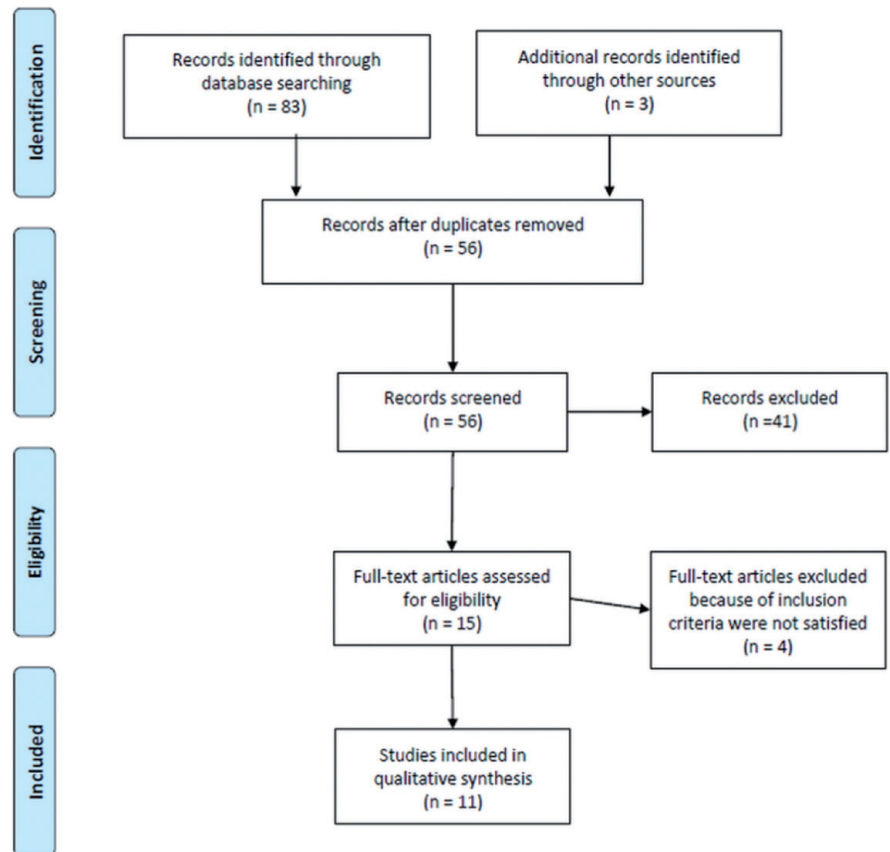 Identification
Records identified through
database searching
(n = 83)
Additional records identified
through other sources
(n = 3)
Screening
Records after duplicates removed
(n = 56)
Records screened
(n = 56)
Records excluded
(n =41)
Eligibility
Full-text articles assessed
for eligibility
(n = 15)
Full-text articles excluded
because of inclusion
criteria were not satisfied
(n = 4)
Included
Studies included in
qualitative synthesis
(n = 11)